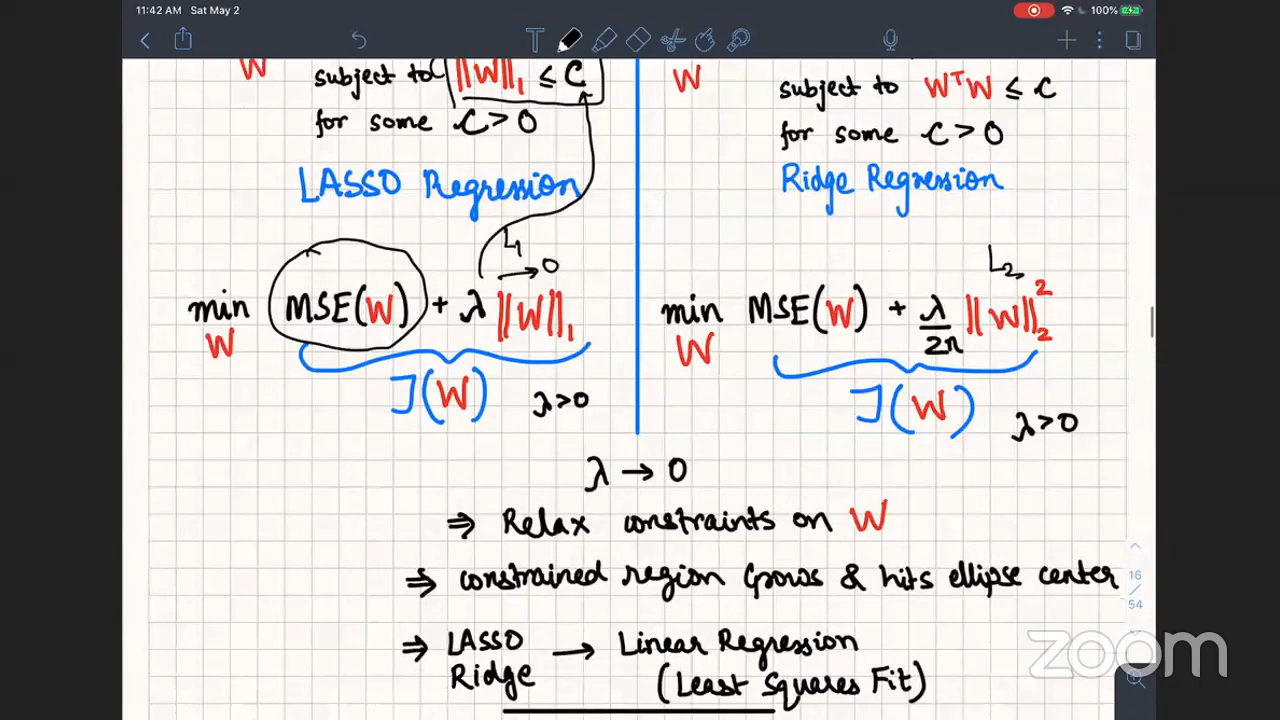 11:42 AM Sat May 2
100%
W
subject to ‖W‖₁ ≤ C
for some C > 0
LASSO Regression
L₁
→ 0
min MSE(W) + λ ‖W‖₁
W
J(W) λ>0
W
subject to WᵀW ≤ C
for some C > 0
Ridge Regression
L₂
min MSE(W) + λ/2n ‖W‖₂²
W
J(W) λ>0
λ → 0
⇒ Relax constraints on W
⇒ constrained region grows & hits ellipse center
⇒ LASSO → Linear Regression
Ridge (Least Squares Fit)
16
/
54
zoom